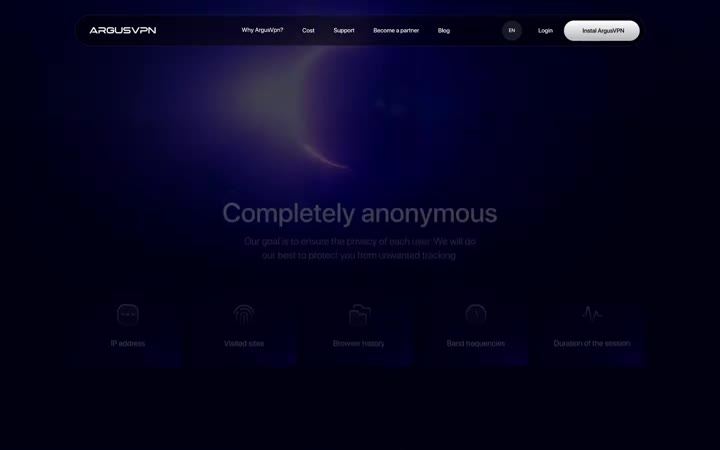 ARGUSVPN
Why ArgusVpn?
Cost
Support
Become a partner
Blog
EN
Login
Instal ArgusVPN
Completely anonymous
Our goal is to ensure the privacy of each user. We will do
our best to protect you from unwanted tracking
IP address
Visited sites
Browser history
Band frequencies
Duration of the session